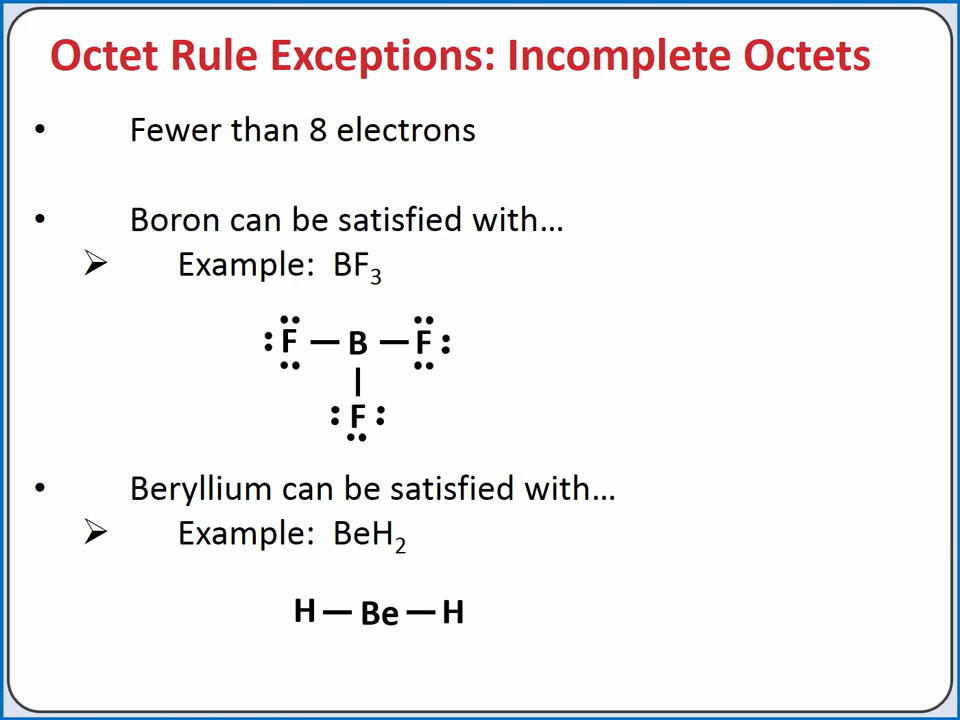 Octet Rule Exceptions: Incomplete Octets
• Fewer than 8 electrons
• Boron can be satisfied with…
➢ Example: BF₃
F — B — F
|
F
• Beryllium can be satisfied with…
➢ Example: BeH₂
H — Be — H